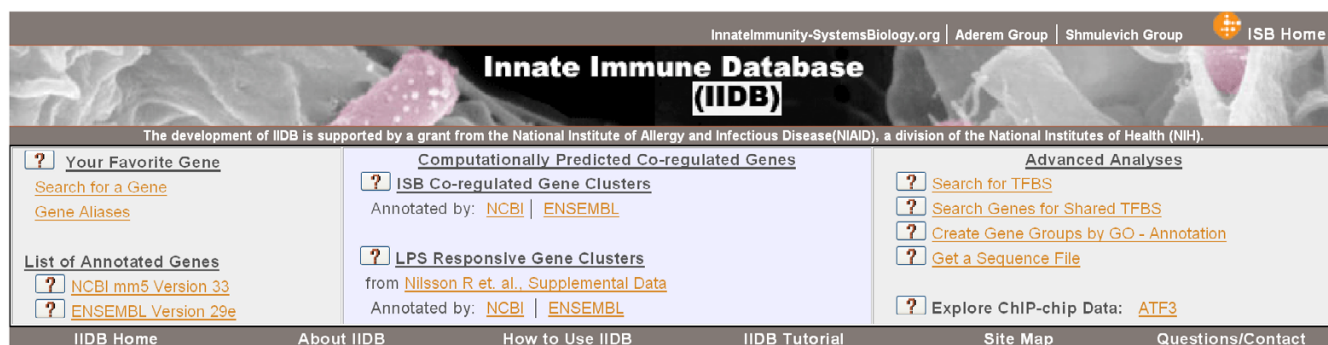 InnateImmunity-SystemsBiology.org | Aderem Group | Shmulevich Group ISB Home
Innate Immune Database
(IIDB)
The development of IIDB is supported by a grant from the National Institute of Allergy and Infectious Disease(NIAID), a division of the National Institutes of Health (NIH).
? Your Favorite Gene
Search for a Gene
Gene Aliases
List of Annotated Genes
? NCBI mm5 Version 33
? ENSEMBL Version 29e
Computationally Predicted Co-regulated Genes
? ISB Co-regulated Gene Clusters
Annotated by: NCBI | ENSEMBL
? LPS Responsive Gene Clusters
from Nilsson R et. al., Supplemental Data
Annotated by: NCBI | ENSEMBL
Advanced Analyses
? Search for TFBS
? Search Genes for Shared TFBS
? Create Gene Groups by GO - Annotation
? Get a Sequence File
? Explore ChIP-chip Data: ATF3
IIDB Home About IIDB How to Use IIDB IIDB Tutorial Site Map Questions/Contact